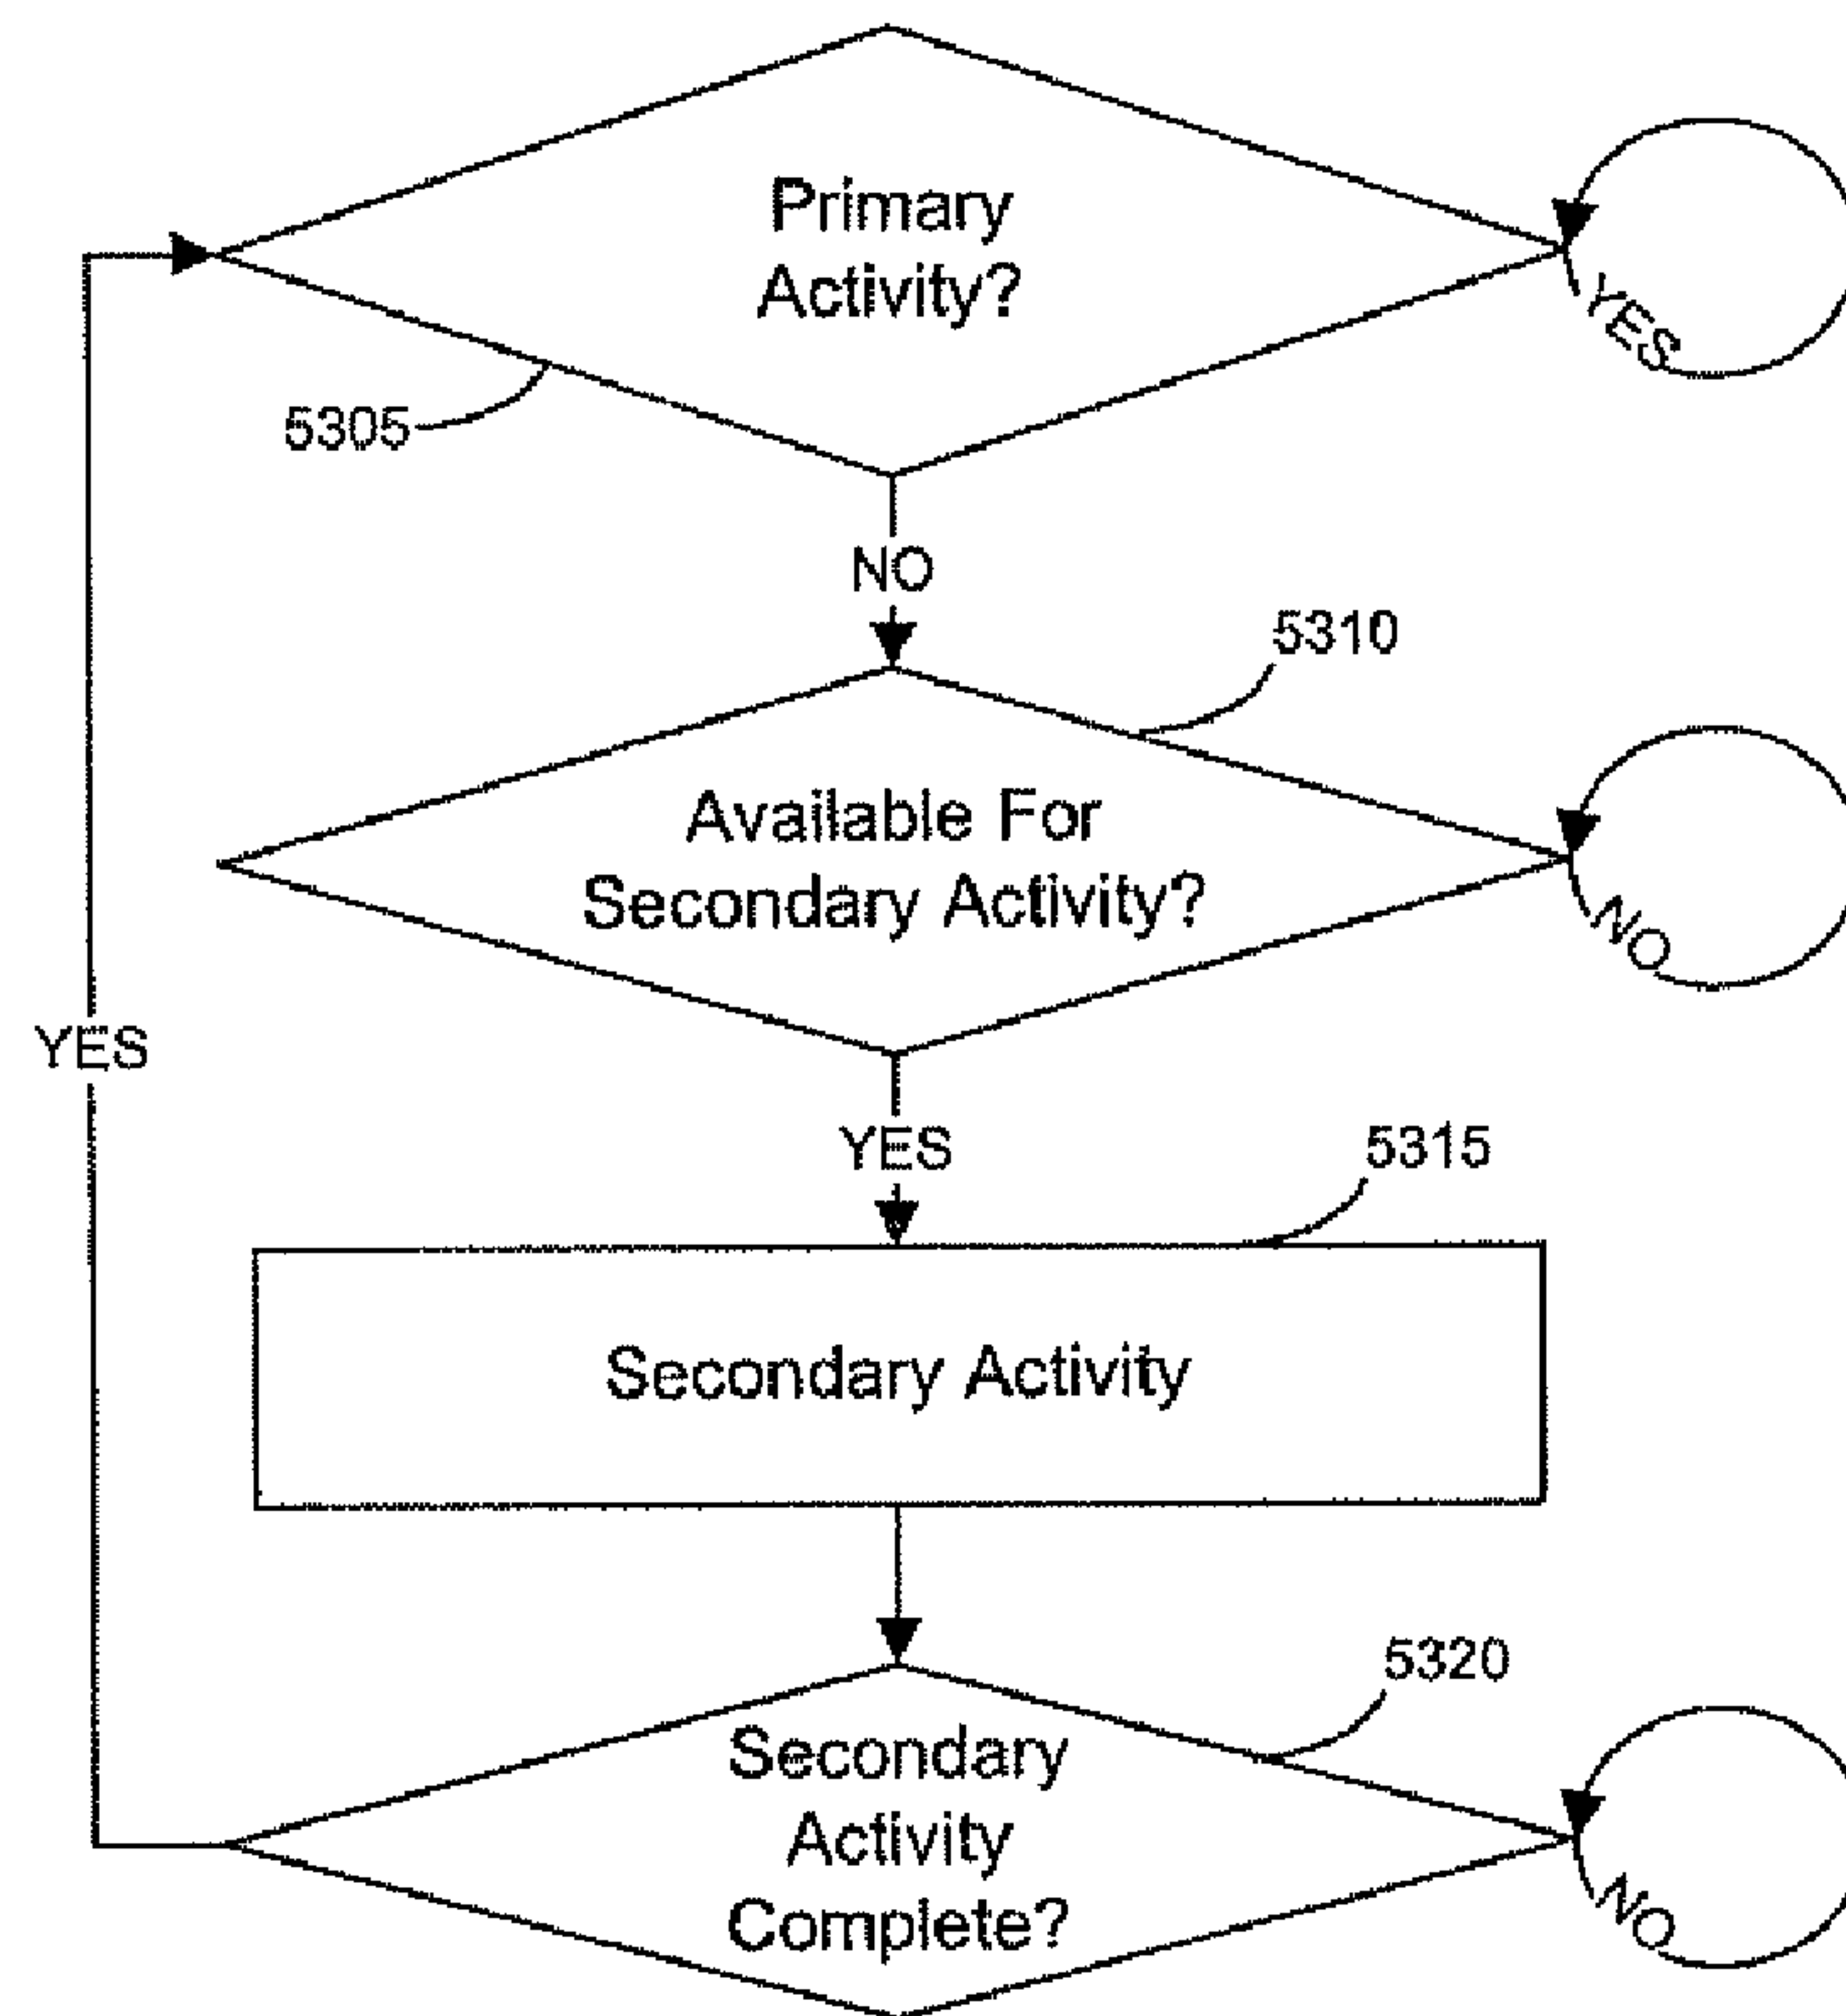 Primary
Activity?
YES
5305
NO
5310
Available For
Secondary Activity?
NO
YES
YES
5315
Secondary Activity
5320
Secondary
Activity
Complete?
NO